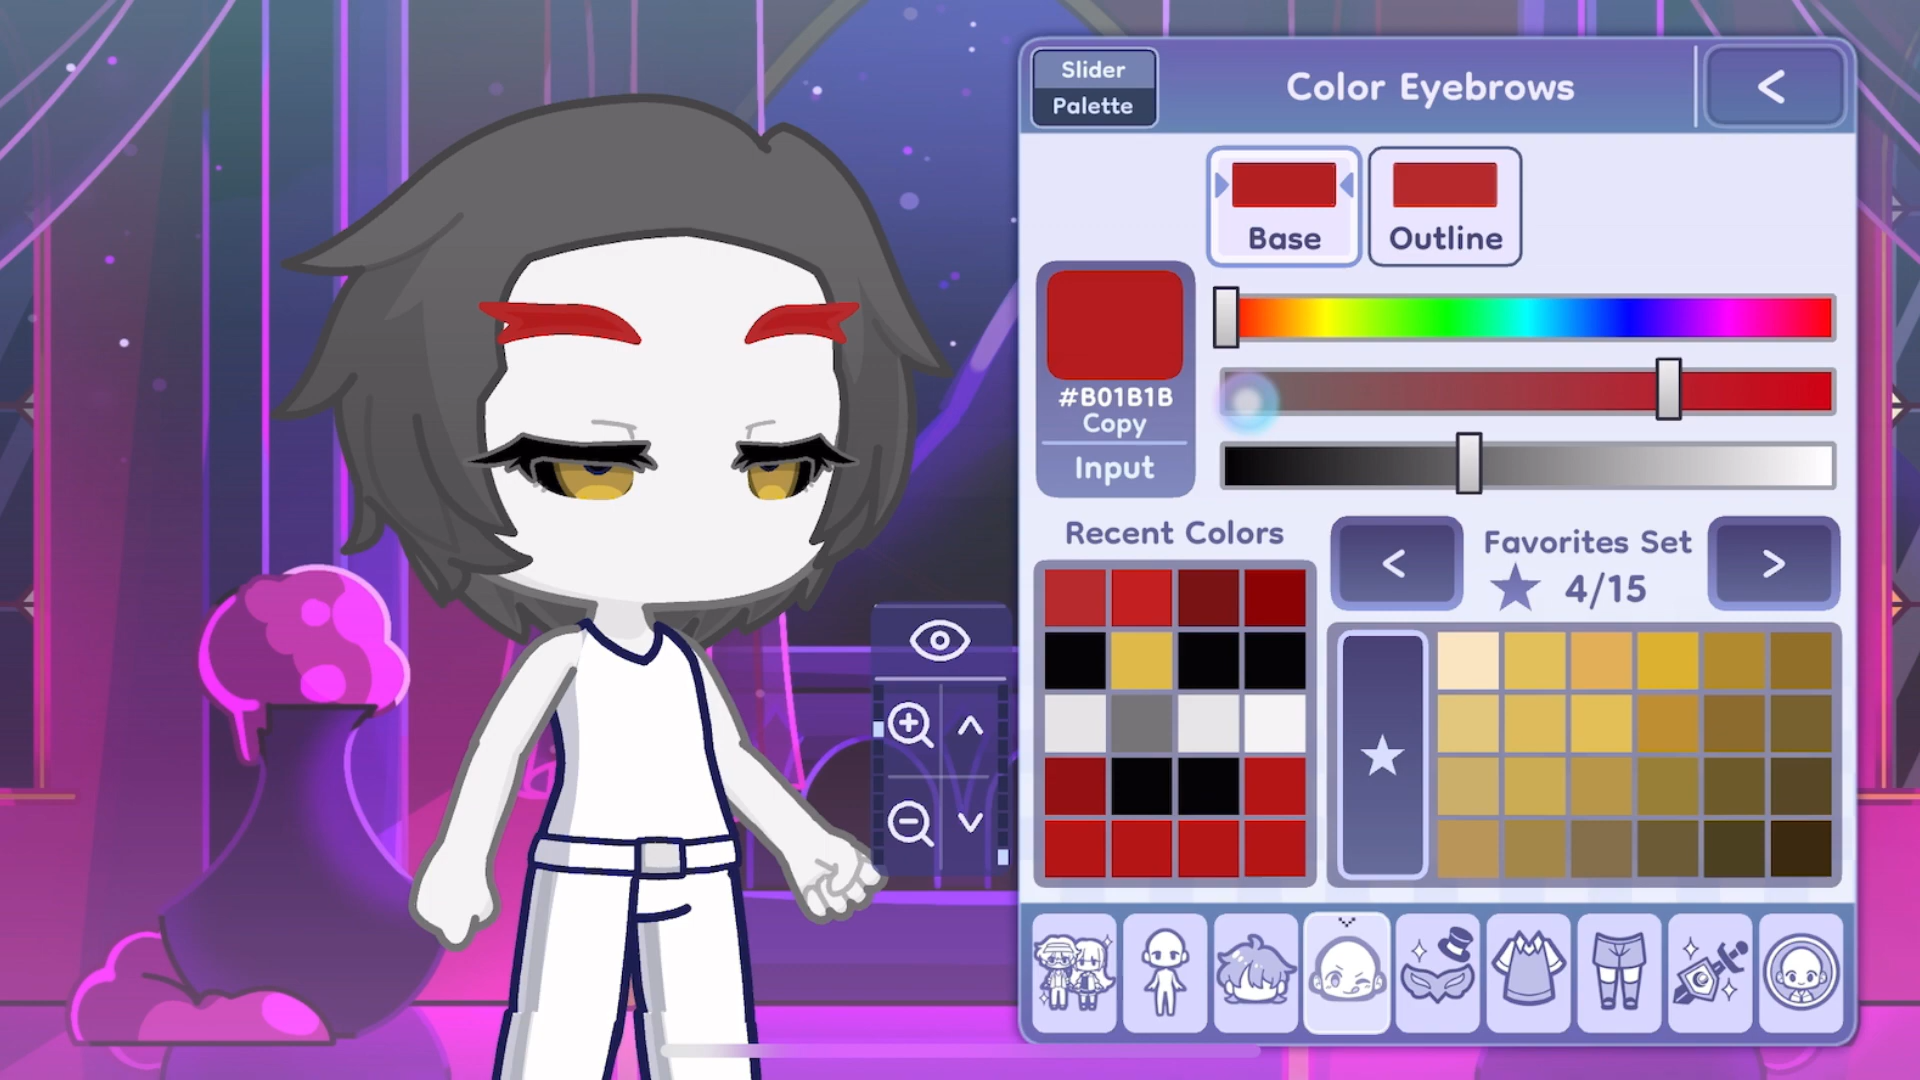 Slider
Palette
Color Eyebrows
<
Base
Outline
#B01B1B
Copy
Input
Recent Colors
<
Favorites Set
4/15
>